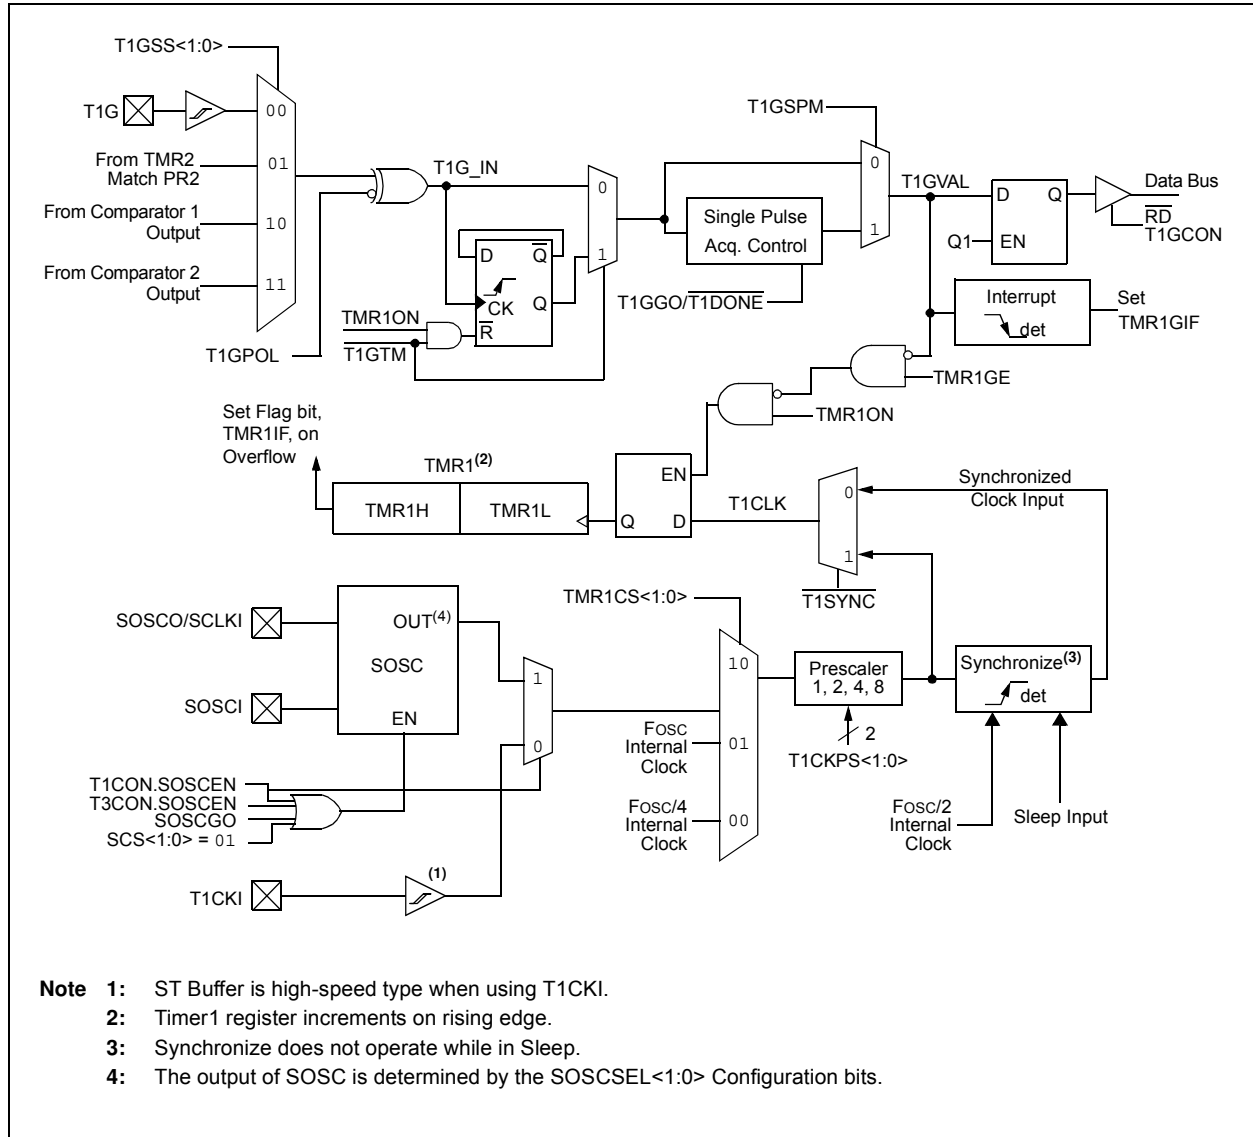 T1GSS<1:0>
T1G
00
From TMR2
Match PR2
01
From Comparator 1
Output
10
From Comparator 2
Output
11
T1GPOL
T1G_IN
D
Q
CK
Q
R
TMR1ON
T1GTM
0
1
Single Pulse
Acq. Control
T1GGO/T1DONE
T1GSPM
0
1
T1GVAL
D
Q
Q1
EN
Data Bus
RD
T1GCON
Interrupt
det
Set
TMR1GIF
TMR1GE
TMR1ON
Set Flag bit,
TMR1IF, on
Overflow
TMR1(2)
TMR1H
TMR1L
EN
Q
D
T1CLK
0
1
T1SYNC
Synchronized
Clock Input
SOSCO/SCLKI
OUT(4)
SOSC
SOSCI
EN
1
0
T1CON.SOSCEN
T3CON.SOSCEN
SOSCGO
SCS<1:0> = 01
T1CKI
(1)
TMR1CS<1:0>
10
FOSC
Internal
Clock
01
FOSC/4
Internal
Clock
00
Prescaler
1, 2, 4, 8
2
T1CKPS<1:0>
Synchronize(3)
det
FOSC/2
Internal
Clock
Sleep Input
Note 1: ST Buffer is high-speed type when using T1CKI.
2: Timer1 register increments on rising edge.
3: Synchronize does not operate while in Sleep.
4: The output of SOSC is determined by the SOSCSEL<1:0> Configuration bits.